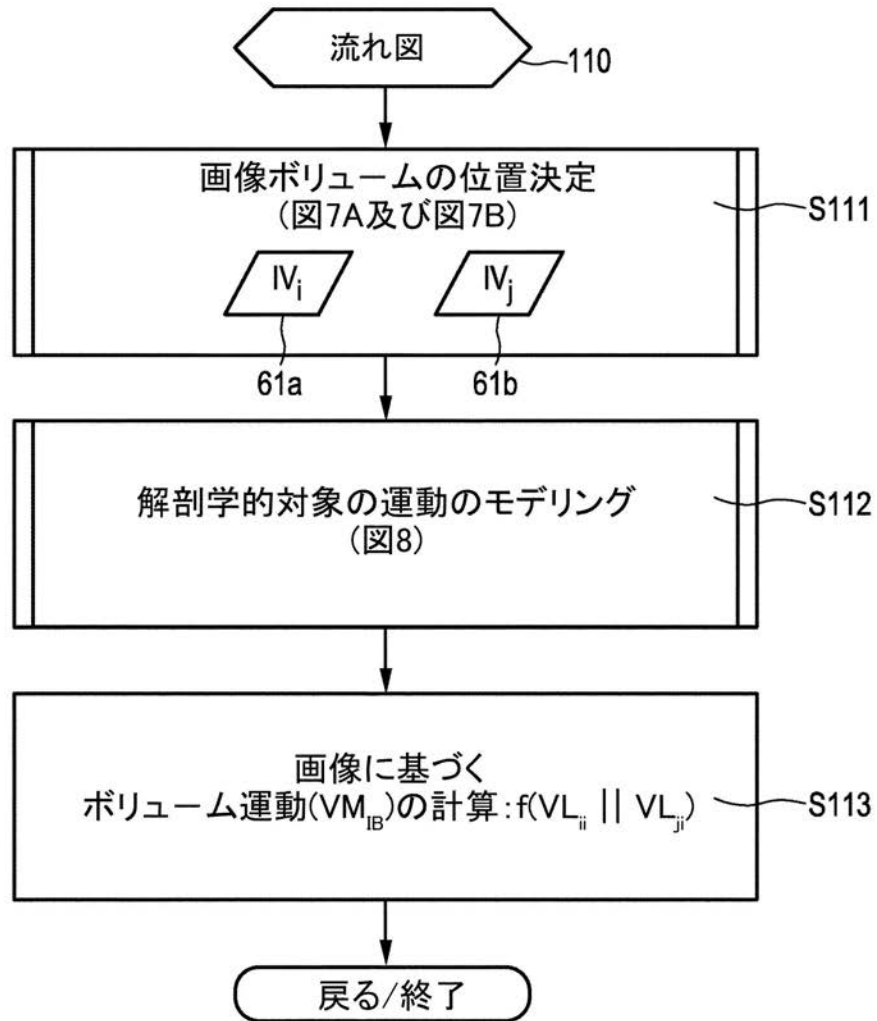 流れ図
110
画像ボリュームの位置決定
(図7A及び図7B)
S111
IVi
IVj
61a
61b
解剖学的対象の運動のモデリング
(図8)
S112
画像に基づく
ボリューム運動(VMIB)の計算:f(VLii || VLji)
S113
戻る/終了